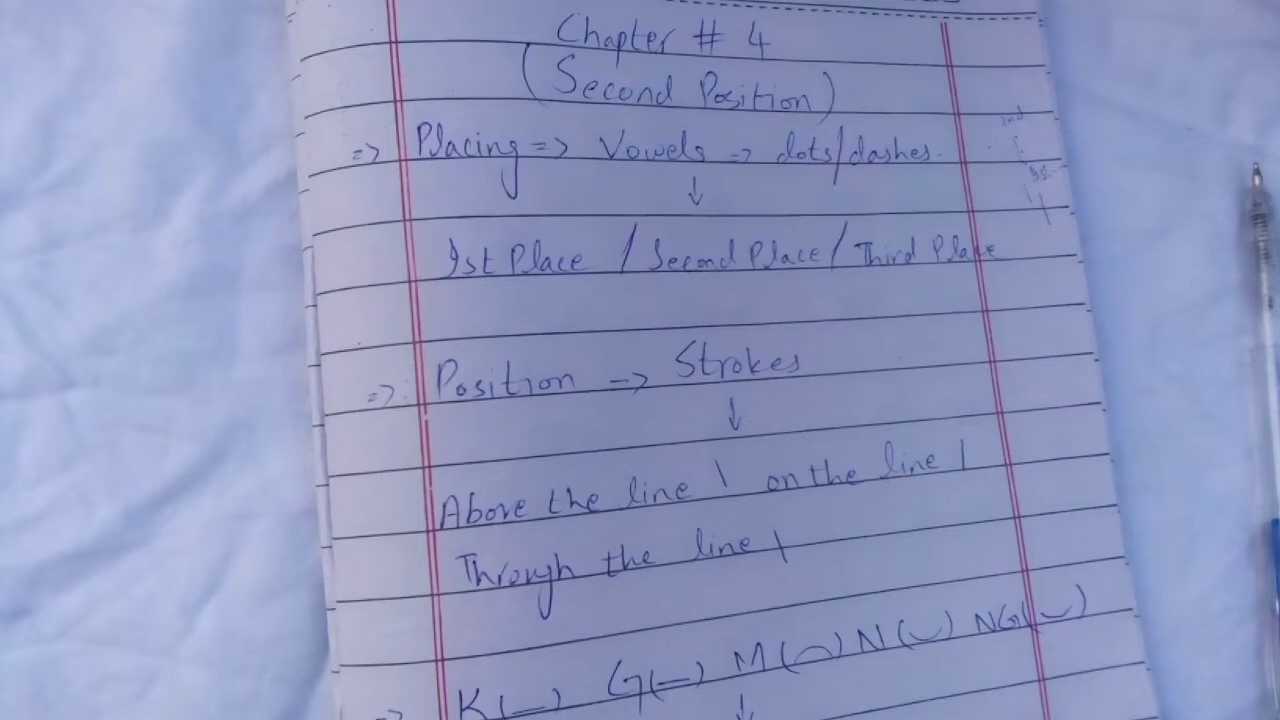 Chapter # 4
(Second Position)
=> Placing => Vowels -> dots/dashes.
↓
1st Place / Second Place / Third Place
=> Position -> Strokes
↓
Above the line \ on the line |
Through the line \
=> K(—) G(—) M(⌒) N(‿) NG(‿)
↓